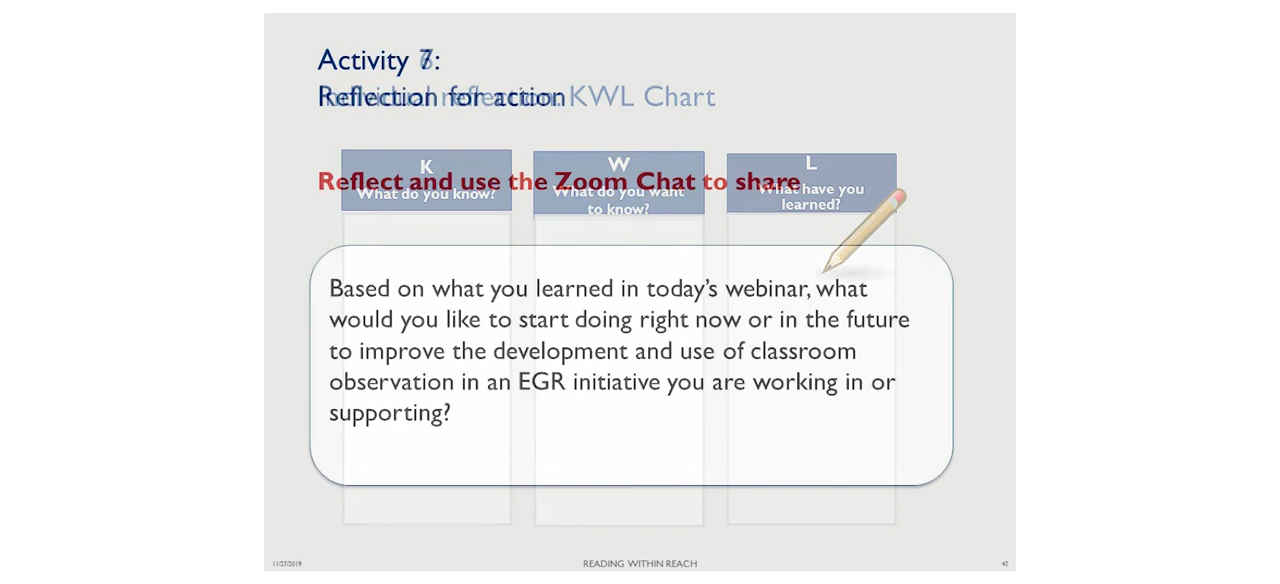 Activity 7:
Reflection for action
Individual reflection: KWL Chart
K
What do you know?
W
What do you want
to know?
L
What have you
learned?
Reflect and use the Zoom Chat to share
Based on what you learned in today's webinar, what
would you like to start doing right now or in the future
to improve the development and use of classroom
observation in an EGR initiative you are working in or
supporting?
11/27/2019
READING WITHIN REACH
42